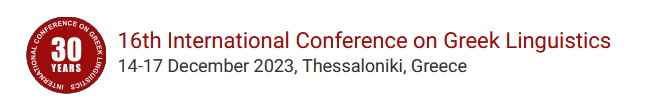 INTERNATIONAL CONFERENCE ON GREEK LINGUISTICS
30
YEARS
16th International Conference on Greek Linguistics
14-17 December 2023, Thessaloniki, Greece